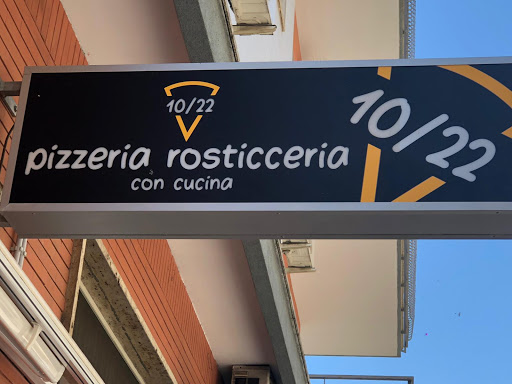 10/22
pizzeria rosticceria
con cucina
10/22